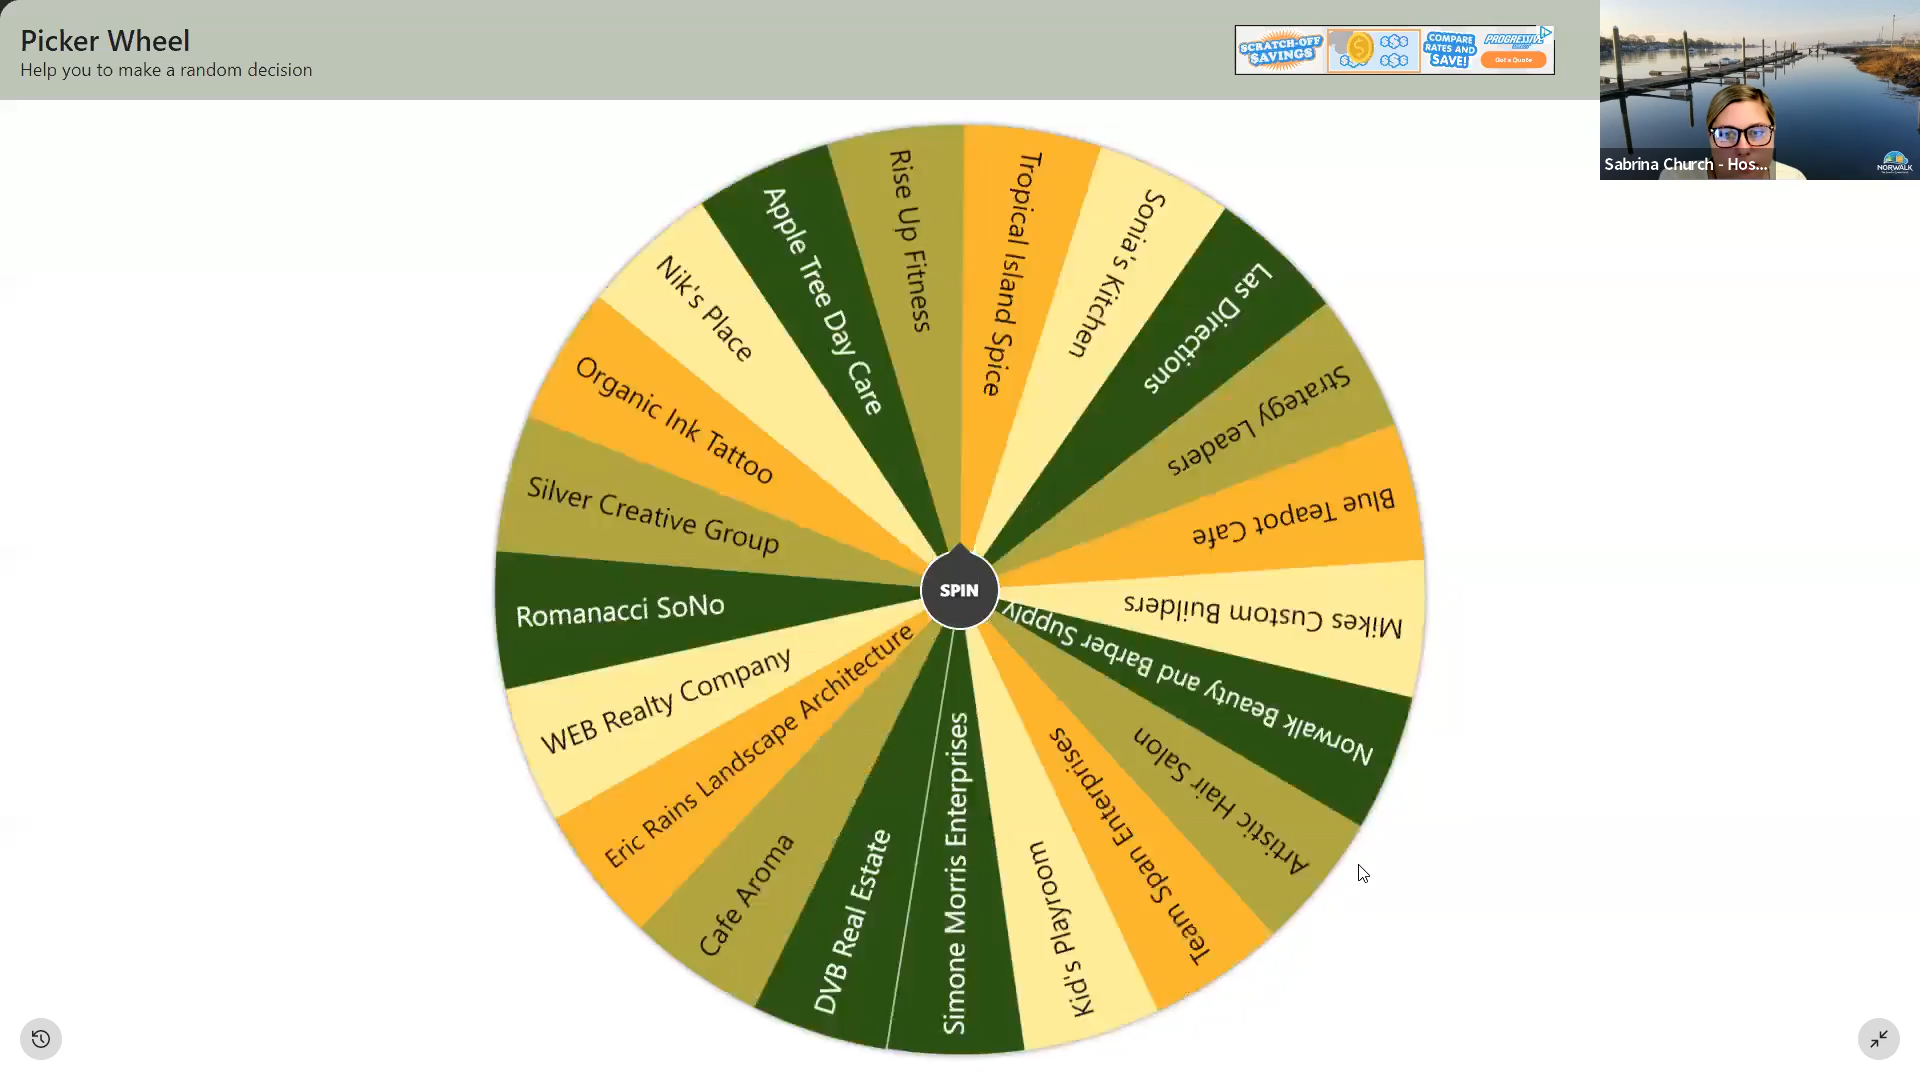 Picker Wheel
Help you to make a random decision
SCRATCH-OFF
SAVINGS
$
$$$
$$$
COMPARE
RATES AND
SAVE!
PROGRESSIVE
Get a Quote
Sabrina Church - Hos...
NORWALK
Tropical Island Spice
Sonia's Kitchen
Las Directions
Strategy Leaders
Blue Teapot Cafe
Mikes Custom Builders
Norwalk Beauty and Barber Supply
Artistic Hair Salon
Team Span Enterprises
Kid's Playroom
Simone Morris Enterprises
DVB Real Estate
Cafe Aroma
Eric Rains Landscape Architecture
WEB Realty Company
Romanacci SoNo
Silver Creative Group
Organic Ink Tattoo
Nik's Place
Apple Tree Day Care
Rise Up Fitness
SPIN